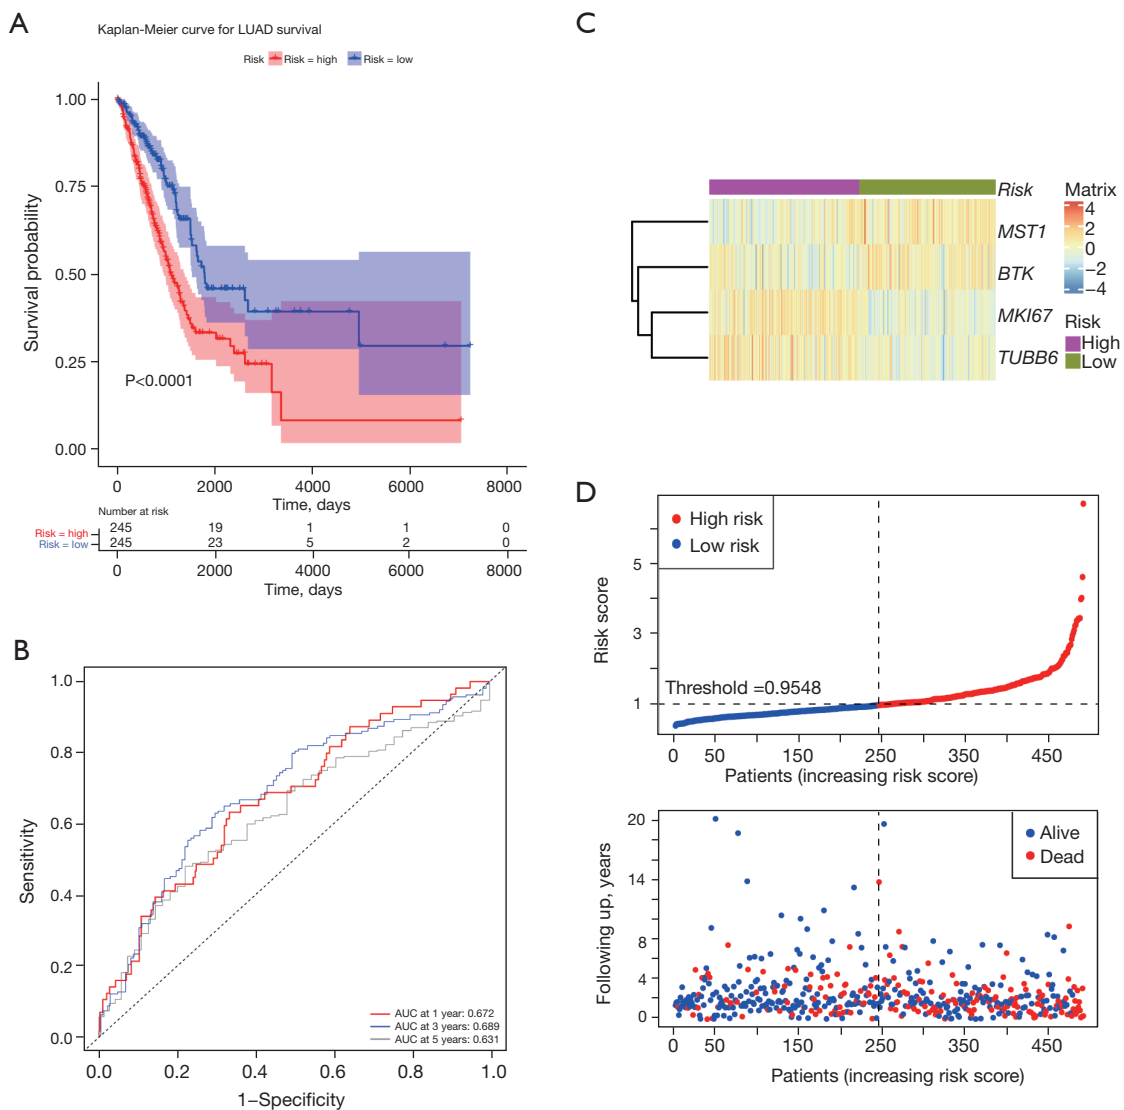 A
Kaplan-Meier curve for LUAD survival
Risk Risk = high Risk = low
1.00
0.75
0.50
0.25
0.00
Survival probability
P<0.0001
0 2000 4000 6000 8000
Time, days
Number at risk
Risk = high 245 19 1 1 0
Risk = low 245 23 5 2 0
0 2000 4000 6000 8000
Time, days
B
1.0
0.8
0.6
0.4
0.2
0.0
Sensitivity
AUC at 1 year: 0.672
AUC at 3 years: 0.689
AUC at 5 years: 0.631
0.0 0.2 0.4 0.6 0.8 1.0
1–Specificity
C
Risk
MST1
BTK
MKI67
TUBB6
Matrix
4
2
0
−2
−4
Risk
High
Low
D
High risk
Low risk
5
3
1
Risk score
Threshold =0.9548
0 50 150 250 350 450
Patients (increasing risk score)
Alive
Dead
20
14
8
4
0
Following up, years
0 50 150 250 350 450
Patients (increasing risk score)